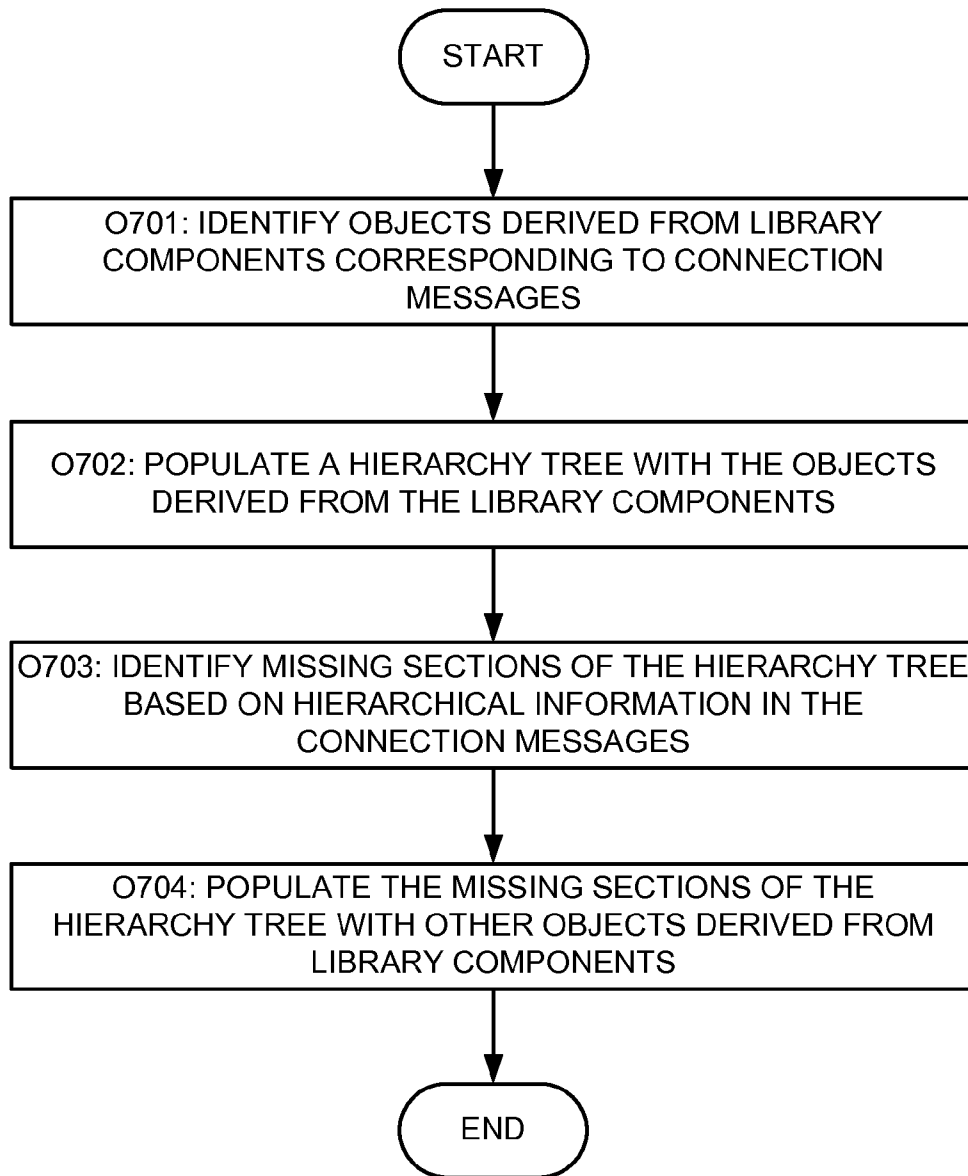 START
O701: IDENTIFY OBJECTS DERIVED FROM LIBRARY
COMPONENTS CORRESPONDING TO CONNECTION
MESSAGES
O702: POPULATE A HIERARCHY TREE WITH THE OBJECTS
DERIVED FROM THE LIBRARY COMPONENTS
O703: IDENTIFY MISSING SECTIONS OF THE HIERARCHY TREE
BASED ON HIERARCHICAL INFORMATION IN THE
CONNECTION MESSAGES
O704: POPULATE THE MISSING SECTIONS OF THE
HIERARCHY TREE WITH OTHER OBJECTS DERIVED FROM
LIBRARY COMPONENTS
END